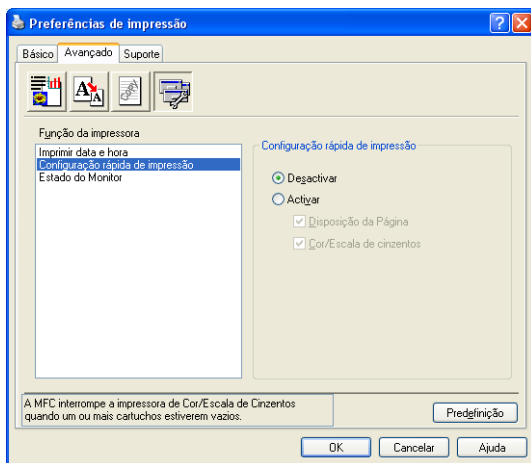 Preferências de impressão
Básico
Avançado
Suporte
Função da impressora
Imprimir data e hora
Configuração rápida de impressão
Estado do Monitor
Configuração rápida de impressão
Desactivar
Activar
Disposição da Página
Cor/Escala de cinzentos
A MFC interrompe a impressora de Cor/Escala de Cinzentos
quando um ou mais cartuchos estiverem vazios.
Predefinição
OK
Cancelar
Ajuda